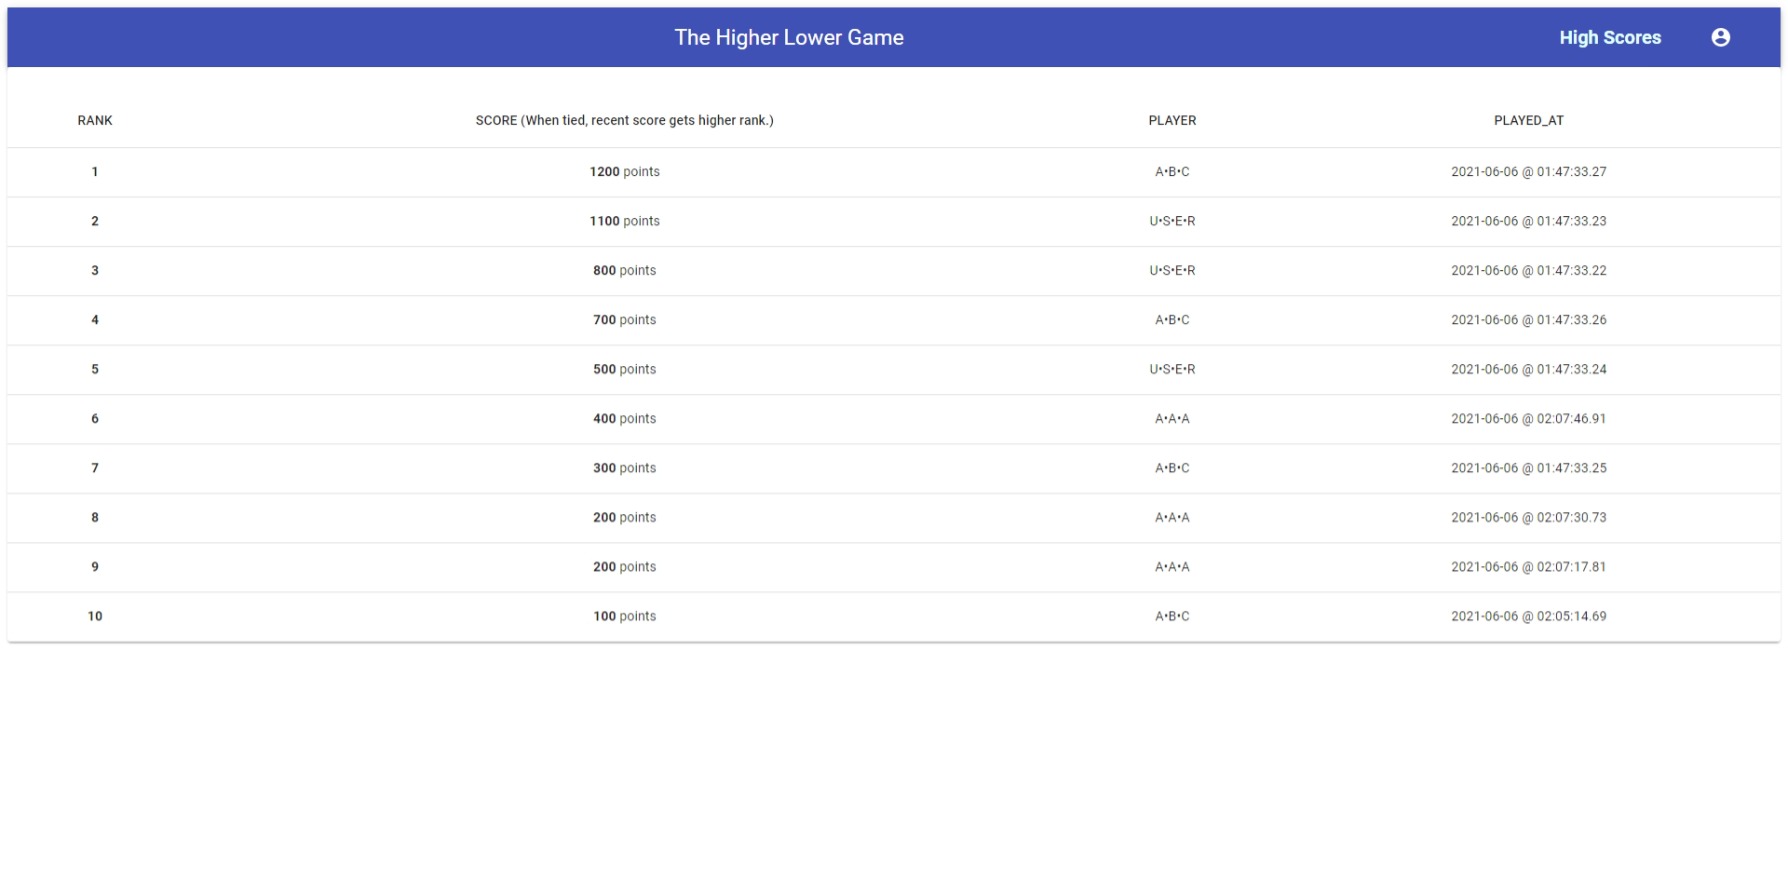 The Higher Lower Game High Scores
RANK SCORE (When tied, recent score gets higher rank.) PLAYER PLAYED_AT
1 1200 points A•B•C 2021-06-06 @ 01:47:33.27
2 1100 points U•S•E•R 2021-06-06 @ 01:47:33.23
3 800 points U•S•E•R 2021-06-06 @ 01:47:33.22
4 700 points A•B•C 2021-06-06 @ 01:47:33.26
5 500 points U•S•E•R 2021-06-06 @ 01:47:33.24
6 400 points A•A•A 2021-06-06 @ 02:07:46.91
7 300 points A•B•C 2021-06-06 @ 01:47:33.25
8 200 points A•A•A 2021-06-06 @ 02:07:30.73
9 200 points A•A•A 2021-06-06 @ 02:07:17.81
10 100 points A•B•C 2021-06-06 @ 02:05:14.69